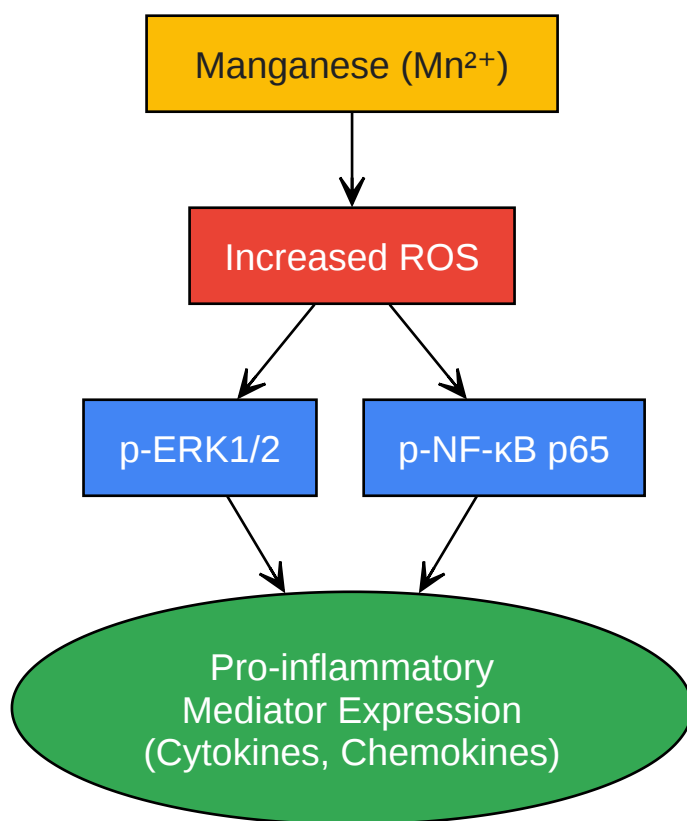 Manganese (Mn²⁺)
Increased ROS
p-ERK1/2
p-NF-κB p65
Pro-inflammatory
Mediator Expression
(Cytokines, Chemokines)